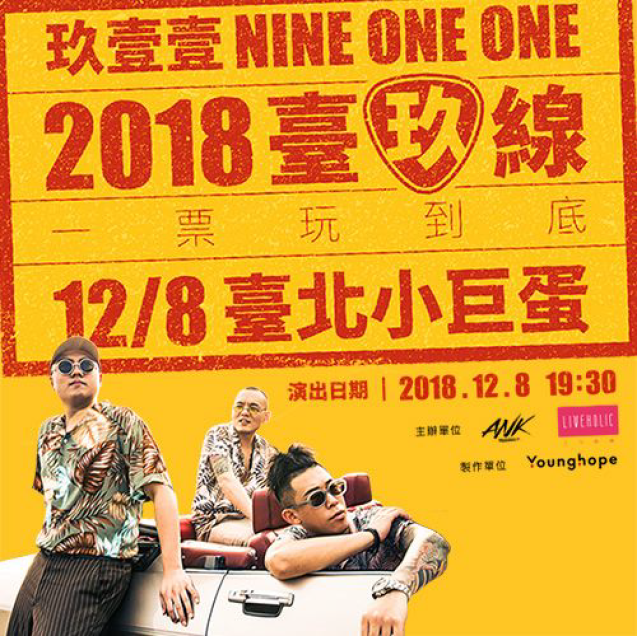 玖壹壹 NINE ONE ONE
2018 臺玖線
一票玩到底
12/8 臺北小巨蛋
演出日期 | 2018.12.8 19:30
主辦單位 ANK LIVEHOLIC
製作單位 Younghope